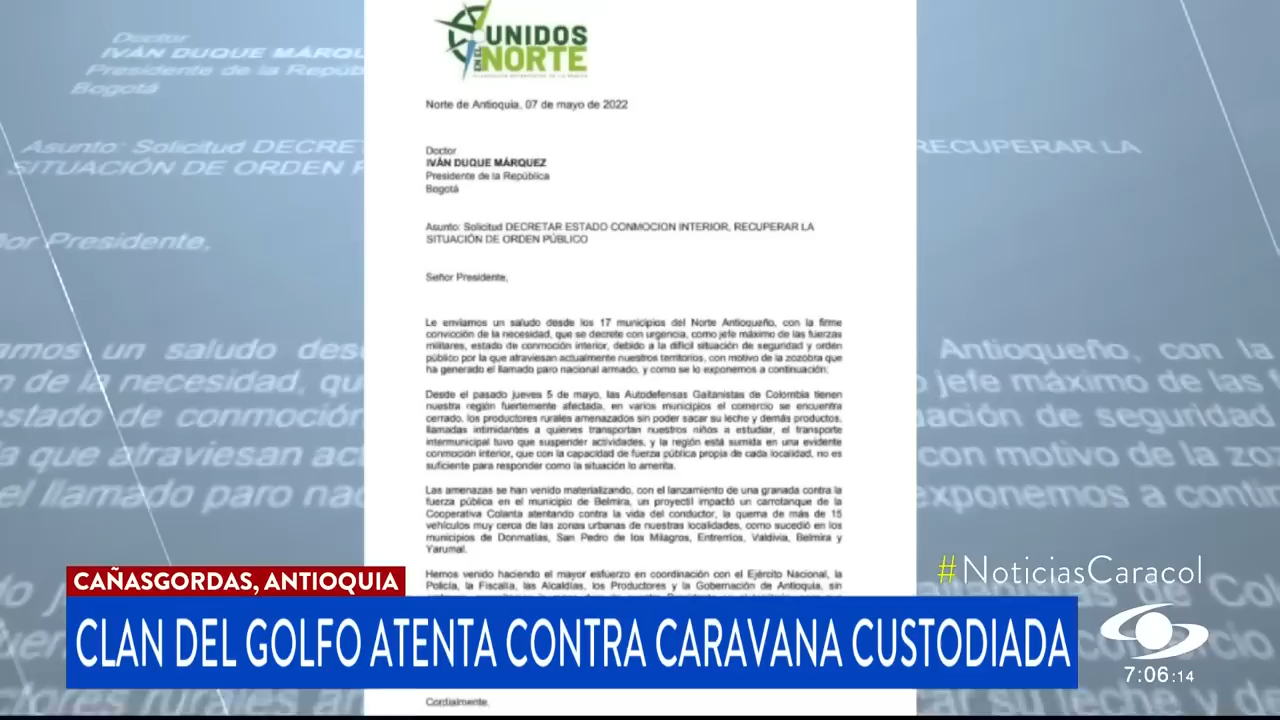 UNIDOS
EN EL
NORTE
Norte de Antioquia, 07 de mayo de 2022
Doctor
IVÁN DUQUE MÁRQUEZ
Presidente de la República
Bogotá
Asunto: Solicitud DECRETAR ESTADO CONMOCION INTERIOR, RECUPERAR LA
SITUACIÓN DE ORDEN PÚBLICO
Señor Presidente,
Le enviamos un saludo desde los 17 municipios del Norte Antioqueño, con la firme
convicción de la necesidad, que se decrete con urgencia, como jefe máximo de las fuerzas
militares, estado de conmoción interior, debido a la difícil situación de seguridad y orden
público por la que atraviesan actualmente nuestros territorios, con motivo de la zozobra que
ha generado el llamado paro nacional armado, y como se lo exponemos a continuación:
Desde el pasado jueves 5 de mayo, las Autodefensas Gaitanistas de Colombia tienen
nuestra región fuertemente afectada, en varios municipios el comercio se encuentra
cerrado, los productores rurales amenazados sin poder sacar su leche y demás productos,
llamadas intimidantes a quienes transportan nuestros niños a estudiar, el transporte
intermunicipal tuvo que suspender actividades, y la región está sumida en una evidente
conmoción interior, que con la capacidad de fuerza pública propia de cada localidad, no es
suficiente para responder como la situación lo amerita.
Las amenazas se han venido materializando, con el lanzamiento de una granada contra la
fuerza pública en el municipio de Belmira, un proyectil impactó un carrotanque de la
Cooperativa Colanta atentando contra la vida del conductor, la quema de más de 15
vehículos muy cerca de las zonas urbanas de nuestras localidades, como sucedió en los
municipios de Donmatías, San Pedro de los Milagros, Entrerríos, Valdivia, Belmira y
Yarumal.
Hemos venido haciendo el mayor esfuerzo en coordinación con el Ejército Nacional, la
Policía, la Fiscalía, las Alcaldías, los Productores y la Gobernación de Antioquia, sin
Cordialmente,
#NoticiasCaracol
CAÑASGORDAS, ANTIOQUIA
CLAN DEL GOLFO ATENTA CONTRA CARAVANA CUSTODIADA
7:06:14